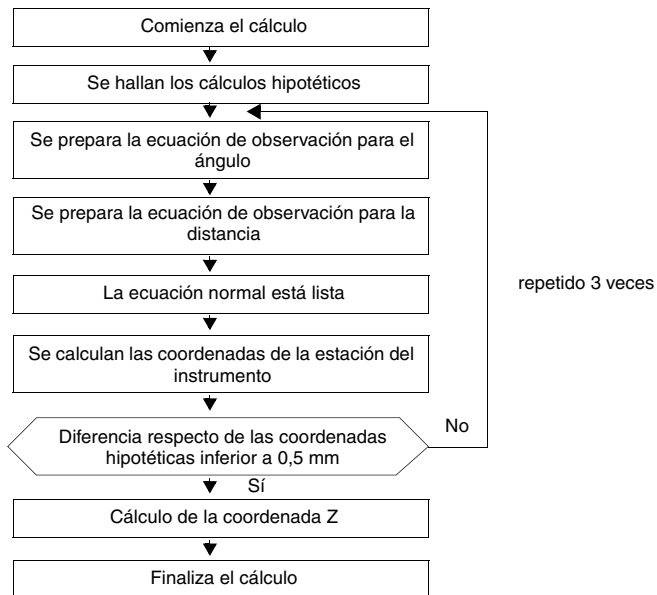 Comienza el cálculo
Se hallan los cálculos hipotéticos
Se prepara la ecuación de observación para el
ángulo
Se prepara la ecuación de observación para la
distancia
La ecuación normal está lista
repetido 3 veces
Se calculan las coordenadas de la estación del
instrumento
Diferencia respecto de las coordenadas
hipotéticas inferior a 0,5 mm
No
Sí
Cálculo de la coordenada Z
Finaliza el cálculo